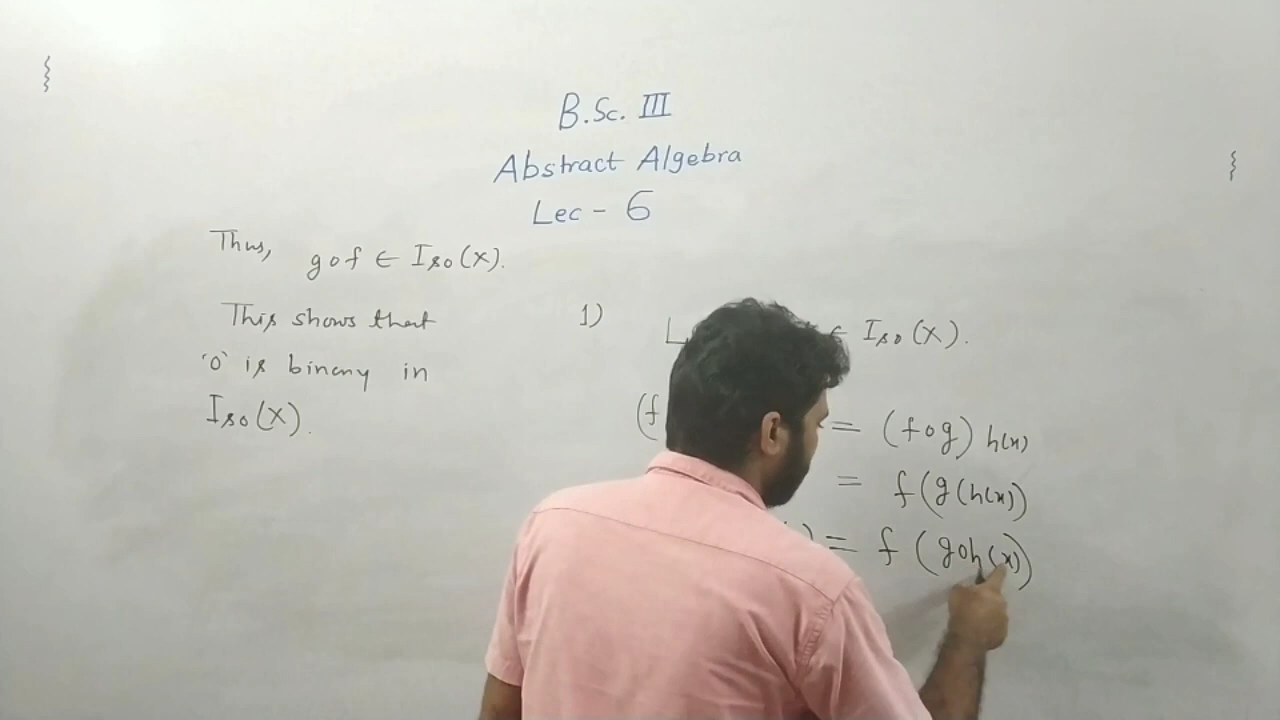 B.Sc. III
Abstract Algebra
Lec - 6
Thus, gof ∈ Iso(X).
This shows that
'o' is binary in
Iso(X).
1) ∈ Iso(X).
(f = (fog) h(x)
= f(g(h(x))
) = f (goh(x))